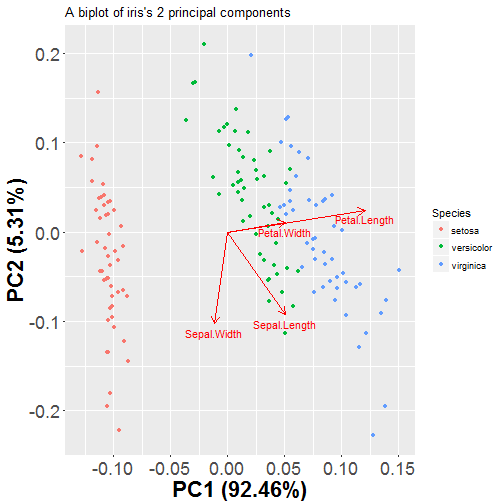 A biplot of iris's 2 principal components
PC2 (5.31%)
0.2
0.1
0.0
-0.1
-0.2
Petal.Length
Petal.Width
Sepal.Length
Sepal.Width
Species
setosa
versicolor
virginica
-0.10 -0.05 0.00 0.05 0.10 0.15
PC1 (92.46%)